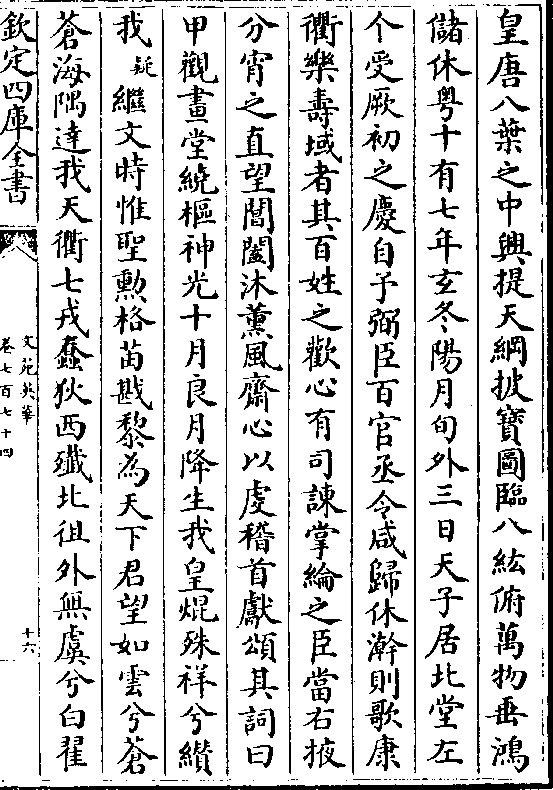 皇唐八葉之中興提天綱披寶圖臨八紘俯萬物垂鴻
儲休粤十有七年玄冬陽月旬外三日天子居北堂左
个受厥初之慶自予弼臣百官丞令咸歸休澣則歌康
衢樂壽域者其百姓之歡心有司諫掌綸之臣當右掖
分宵之直望閶闔沐薰風齋心以虔稽首獻頌其詞曰
甲觀畫堂繞樞神光十月良月降生我皇焜殊祥兮纘
我疑繼文時惟聖勲格苗戡黎為天下君望如雲兮蒼
蒼海隅達我天衢七戎蠢狄西殱北徂外無虞兮白翟
欽定四庫全書
文苑英華
卷七百七十四
十六